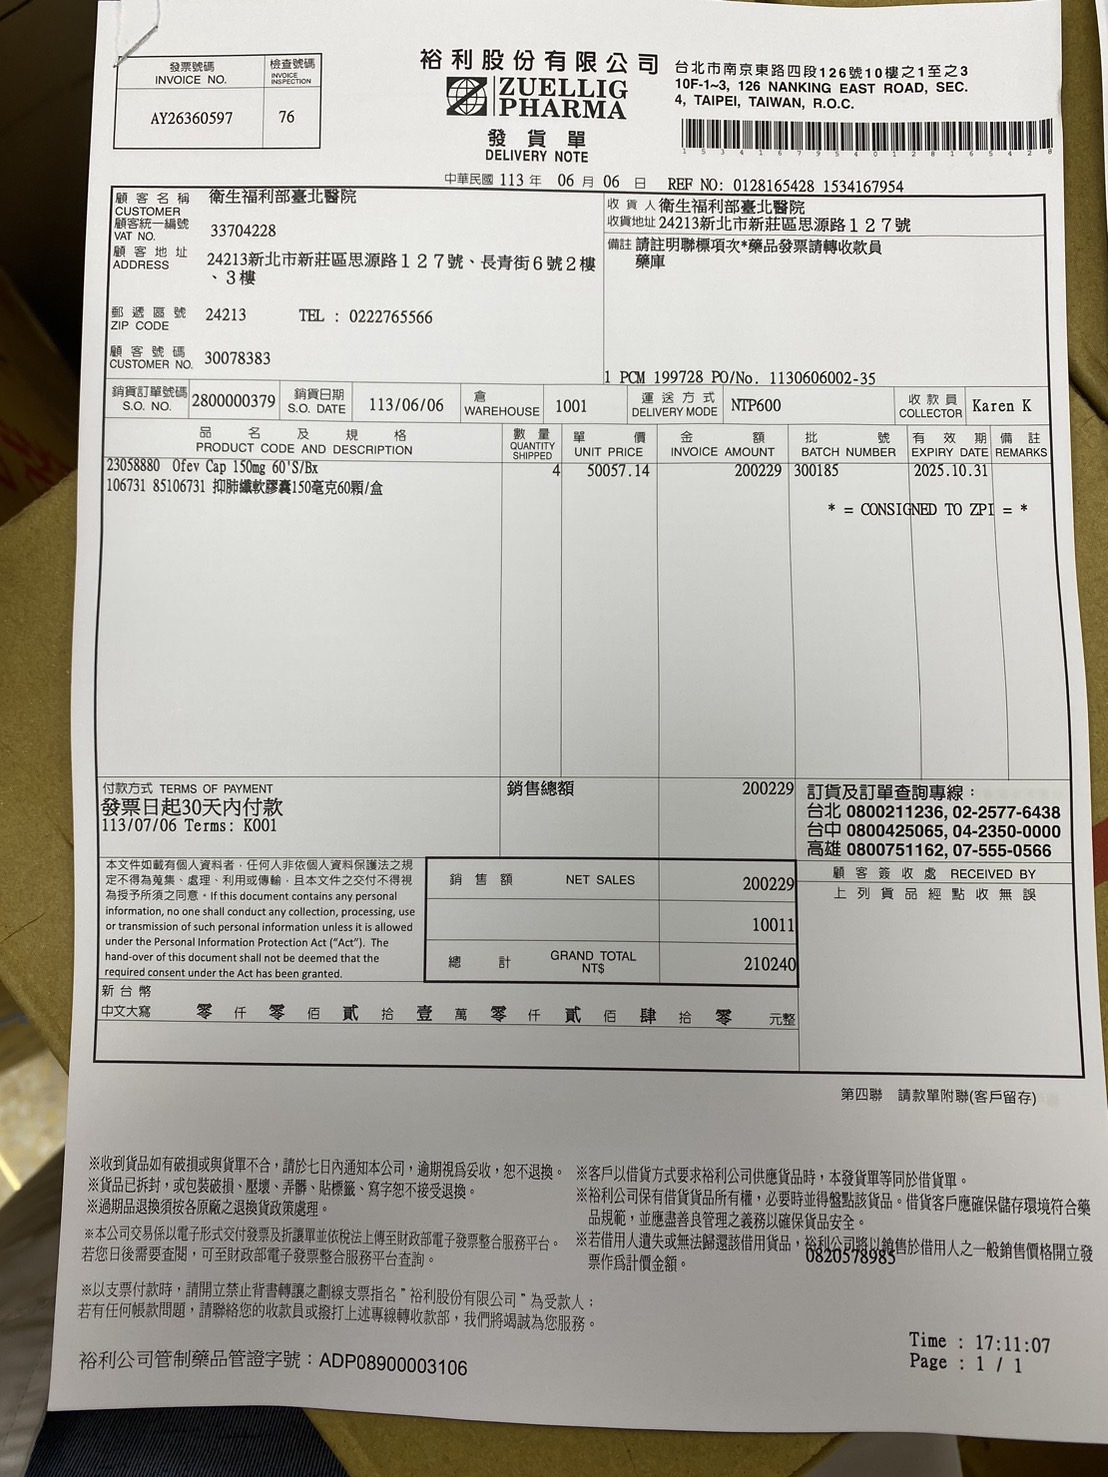 發票號碼
INVOICE NO.
檢查號碼
INVOICE INSPECTION
AY26360597
76
裕利股份有限公司
ZUELLIG PHARMA
發貨單
DELIVERY NOTE
台北市南京東路四段126號10樓之1至之3
10F-1~3, 126 NANKING EAST ROAD, SEC.
4, TAIPEI, TAIWAN, R.O.C.
1534167954 0128165428
中華民國 113 年 06 月 06 日 REF NO: 0128165428 1534167954
顧客名稱 衛生福利部臺北醫院
CUSTOMER
顧客統一編號 33704228
VAT NO.
顧客地址 24213新北市新莊區思源路127號、長青街6號2樓
ADDRESS 、3樓
郵遞區號 24213 TEL : 0222765566
ZIP CODE
顧客號碼 30078383
CUSTOMER NO.
收貨人 衛生福利部臺北醫院
收貨地址 24213新北市新莊區思源路127號
備註 請註明聯標項次*藥品發票請轉收款員
藥庫
1 PCM 199728 PO/No. 1130606002-35
銷貨訂單號碼 S.O. NO. 2800000379
銷貨日期 S.O. DATE 113/06/06
倉 WAREHOUSE 1001
運送方式 DELIVERY MODE NTP600
收款員 COLLECTOR Karen K
品名及規格 PRODUCT CODE AND DESCRIPTION
數量 QUANTITY SHIPPED
單價 UNIT PRICE
金額 INVOICE AMOUNT
批號 BATCH NUMBER
有效期 EXPIRY DATE
備註 REMARKS
23058880 Ofev Cap 150mg 60'S/Bx 4 50057.14 200229 300185 2025.10.31
106731 85106731 抑肺纖軟膠囊150毫克60顆/盒
* = CONSIGNED TO ZPI = *
付款方式 TERMS OF PAYMENT
發票日起30天內付款
113/07/06 Terms: K001
銷售總額 200229
訂貨及訂單查詢專線：
台北 0800211236, 02-2577-6438
台中 0800425065, 04-2350-0000
高雄 0800751162, 07-555-0566
本文件如載有個人資料者，任何人非依個人資料保護法之規
定不得為蒐集、處理、利用或傳輸，且本文件之交付不得視
為授予所須之同意。If this document contains any personal
information, no one shall conduct any collection, processing, use
or transmission of such personal information unless it is allowed
under the Personal Information Protection Act (“Act”). The
hand-over of this document shall not be deemed that the
required consent under the Act has been granted.
銷售額 NET SALES 200229
10011
總計 GRAND TOTAL NT$ 210240
顧客簽收處 RECEIVED BY
上列貨品經點收無誤
新台幣
中文大寫 零仟零佰貳拾壹萬零仟貳佰肆拾零元整
第四聯 請款單附聯(客戶留存)
※收到貨品如有破損或與貨單不合，請於七日內通知本公司，逾期視為妥收，恕不退換。
※貨品已拆封，或包裝破損、壓壞、弄髒、貼標籤、寫字恕不接受退換。
※過期品退換須按各原廠之退換貨政策處理。
※本公司交易係以電子形式交付發票及折讓單並依稅法上傳至財政部電子發票整合服務平台。
若您日後需要查閱，可至財政部電子發票整合服務平台查詢。
※以支票付款時，請開立禁止背書轉讓之劃線支票指名＂裕利股份有限公司＂為受款人；
若有任何帳款問題，請聯絡您的收款員或撥打上述專線轉收款部，我們將竭誠為您服務。
※客戶以借貨方式要求裕利公司供應貨品時，本發貨單等同於借貨單。
※裕利公司保有借貨貨品所有權，必要時並得盤點該貨品。借貨客戶應確保儲存環境符合藥
品規範，並應盡善良管理之義務以確保貨品安全。
※若借用人遺失或無法歸還該借用貨品，裕利公司將以銷售於借用人之一般銷售價格開立發
票作為計價金額。
0820578985
裕利公司管制藥品管證字號：ADP08900003106
Time : 17:11:07
Page : 1 / 1